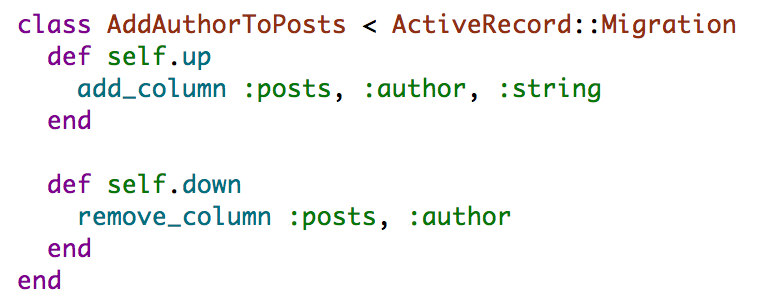 class AddAuthorToPosts < ActiveRecord::Migration
  def self.up
    add_column :posts, :author, :string
  end

  def self.down
    remove_column :posts, :author
  end
end